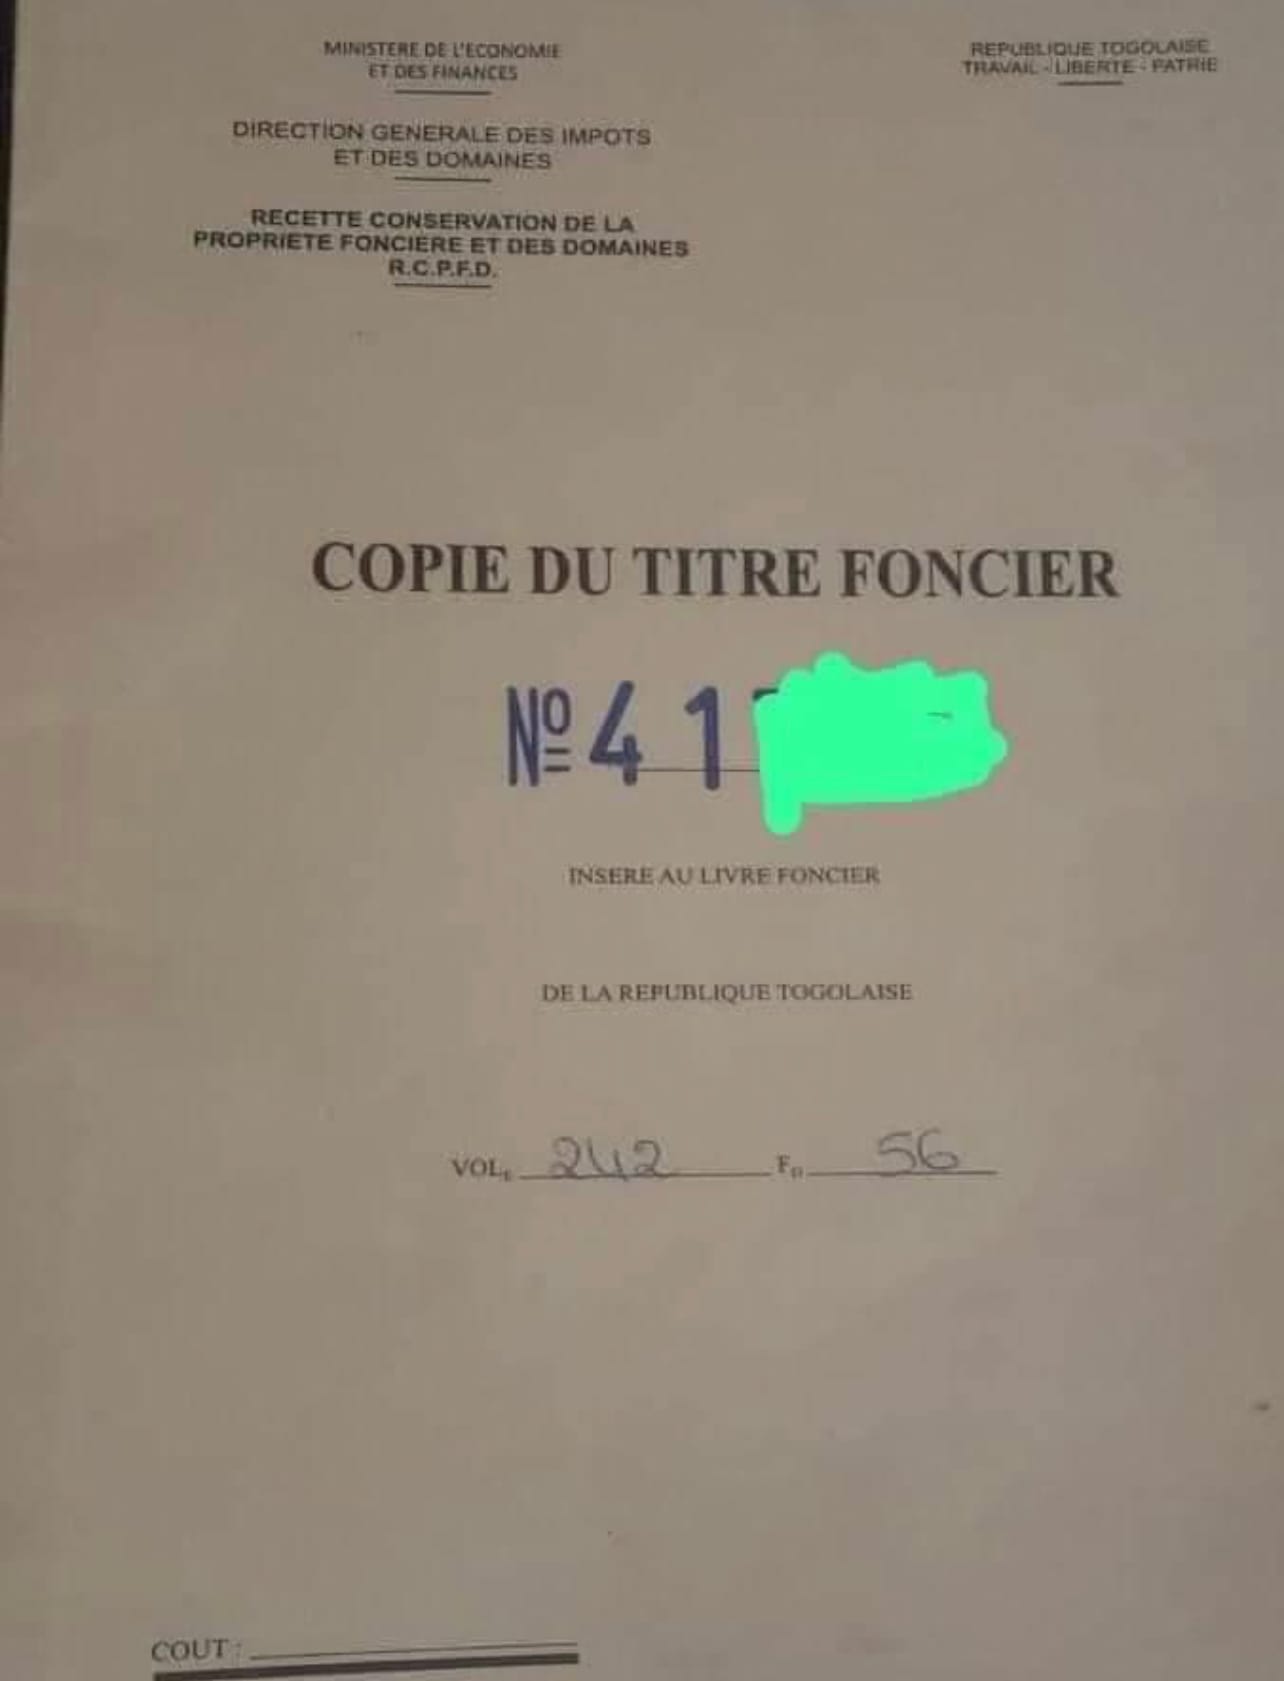 MINISTERE DE L'ECONOMIE
ET DES FINANCES
REPUBLIQUE TOGOLAISE
TRAVAIL - LIBERTE - PATRIE
DIRECTION GENERALE DES IMPOTS
ET DES DOMAINES
RECETTE CONSERVATION DE LA
PROPRIETE FONCIERE ET DES DOMAINES
R.C.P.F.D.
COPIE DU TITRE FONCIER
Nº 41
INSERE AU LIVRE FONCIER
DE LA REPUBLIQUE TOGOLAISE
VOL.E 242 Fo 56
COUT :